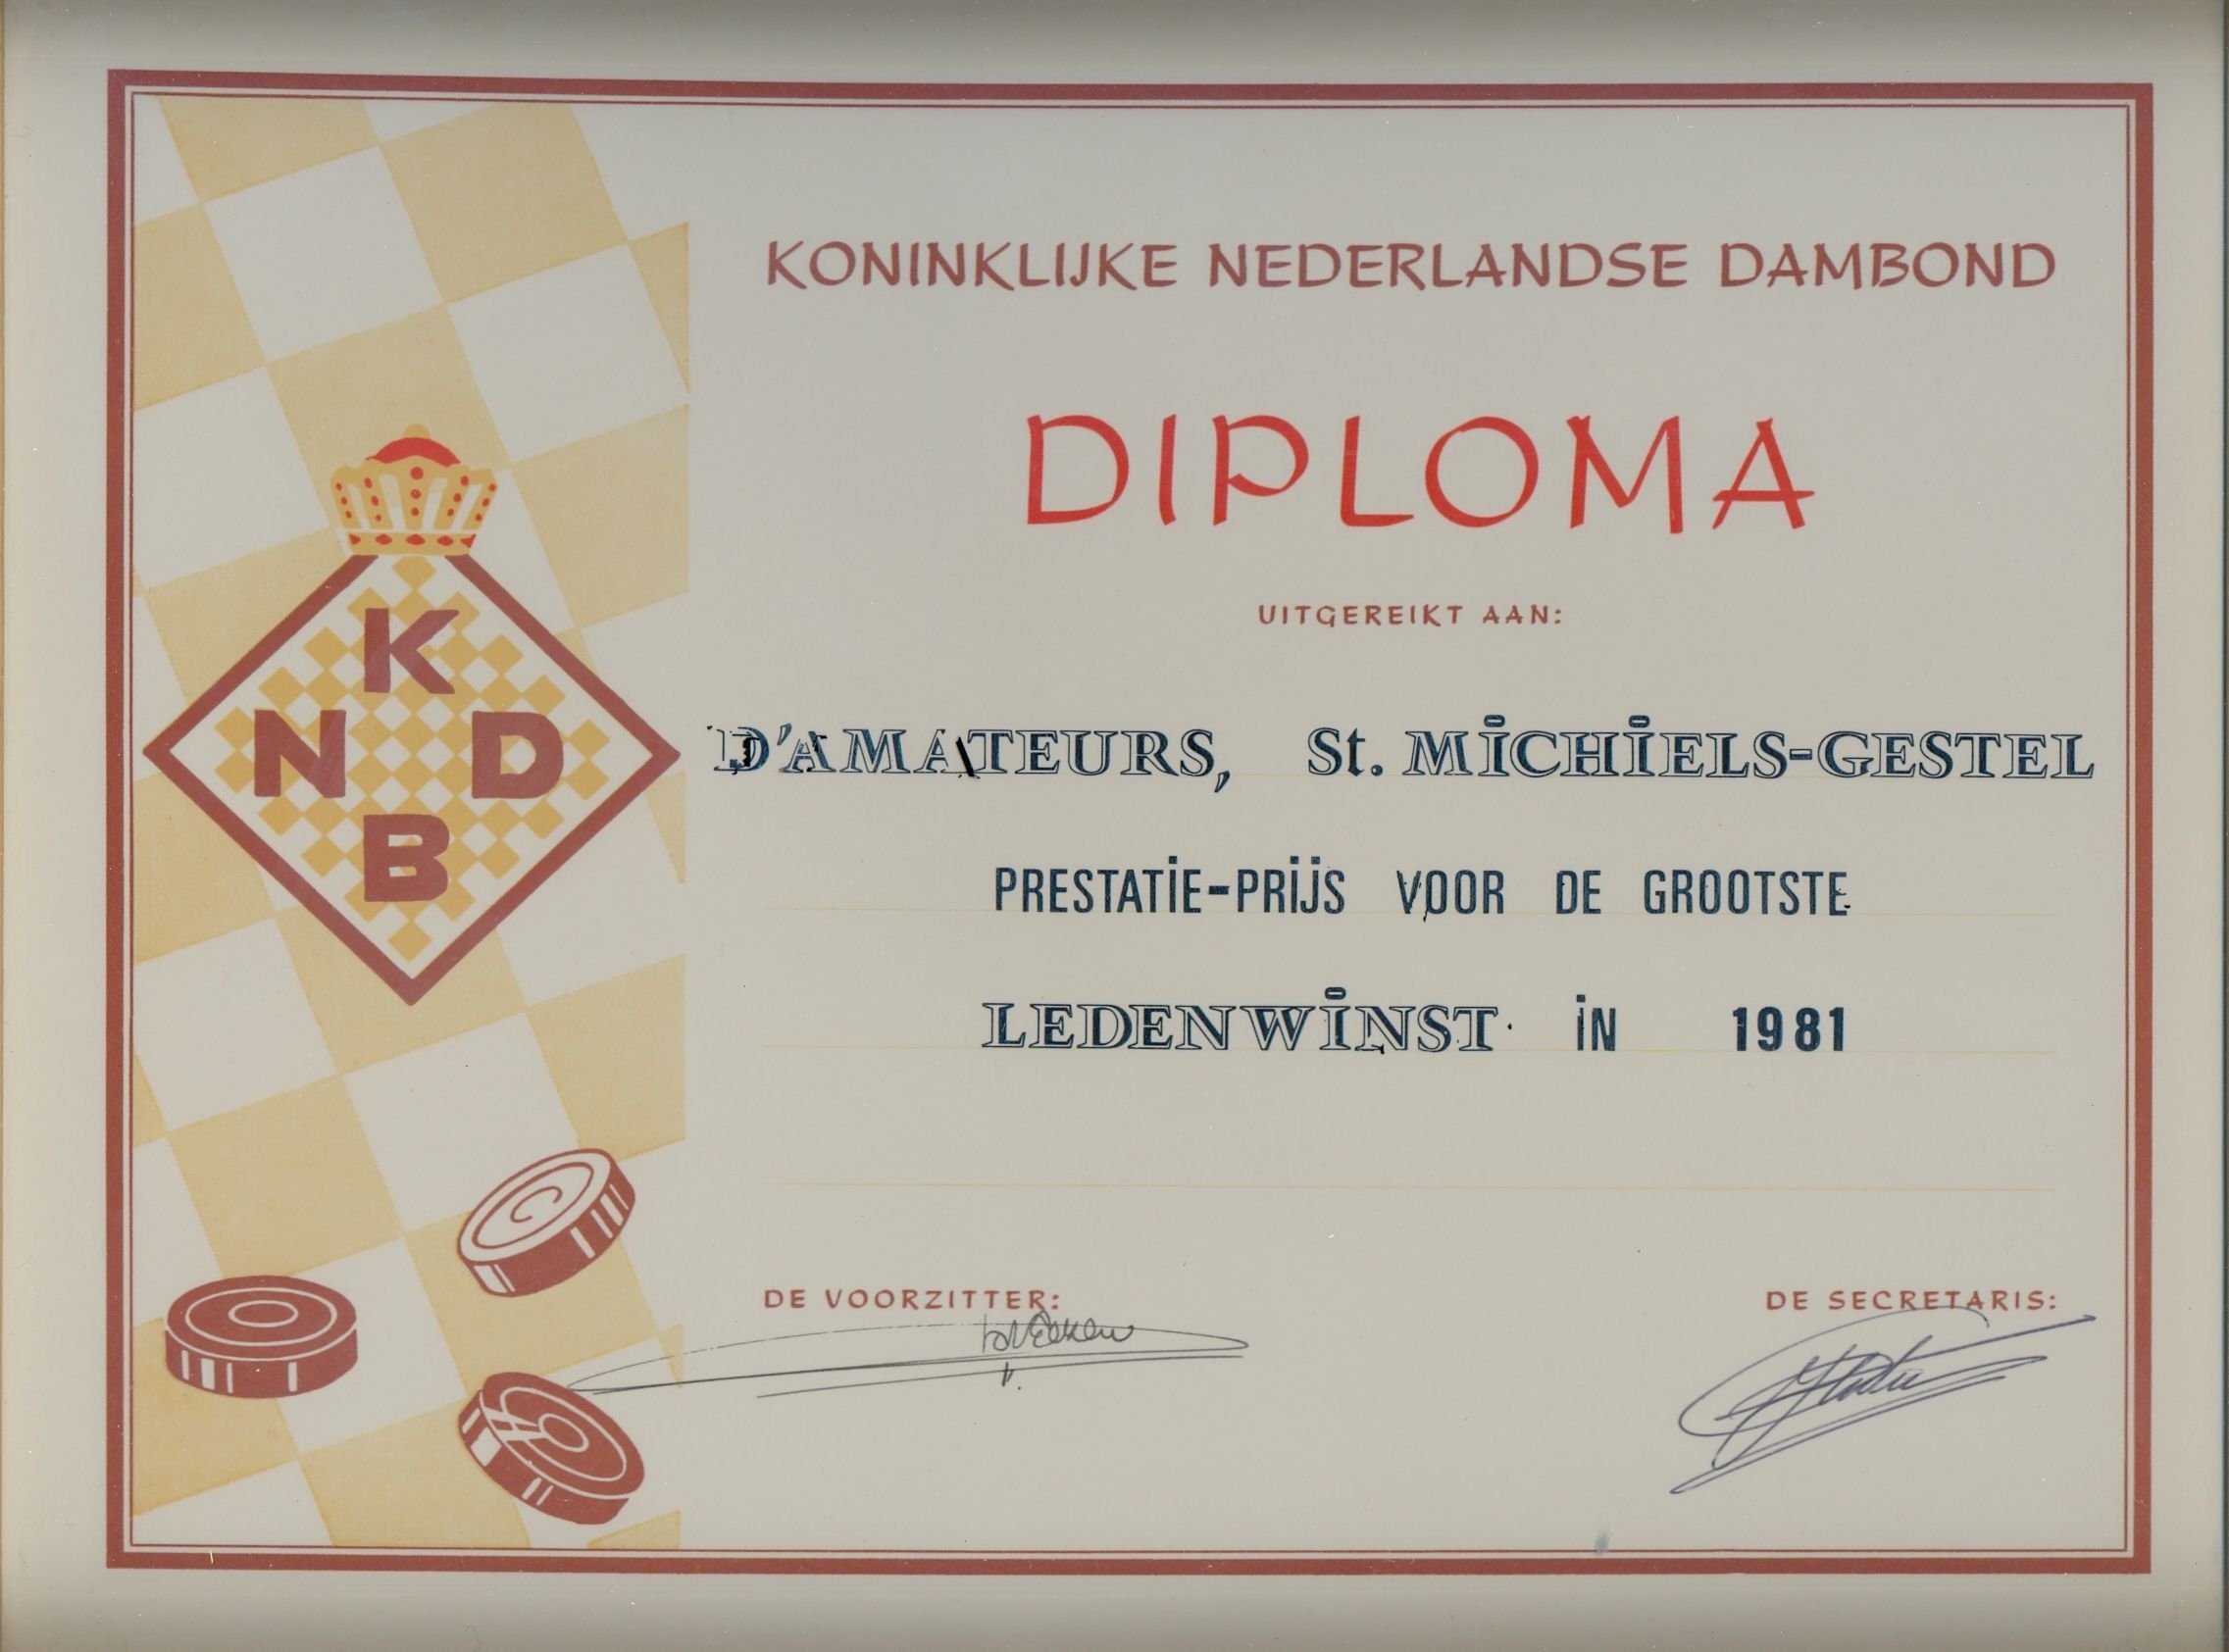 KONINKLIJKE NEDERLANDSE DAMBOND
DIPLOMA
UITGEREIKT AAN:
K
N D
B
D'AMATEURS, St. MICHIELS-GESTEL
PRESTATIE-PRIJS VOOR DE GROOTSTE
LEDENWINST IN 1981
DE VOORZITTER:
DE SECRETARIS: